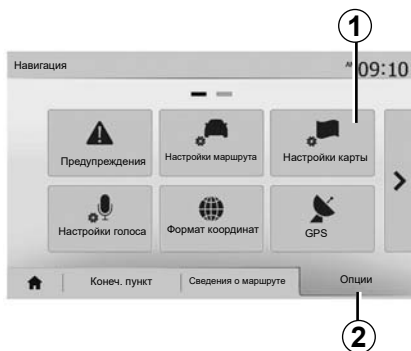 1
Навигация
AM 09:10
Предупреждения
Настройки маршрута
Настройки карты
Настройки голоса
Формат координат
GPS
Конеч. пункт
Сведения о маршруте
Опции
2